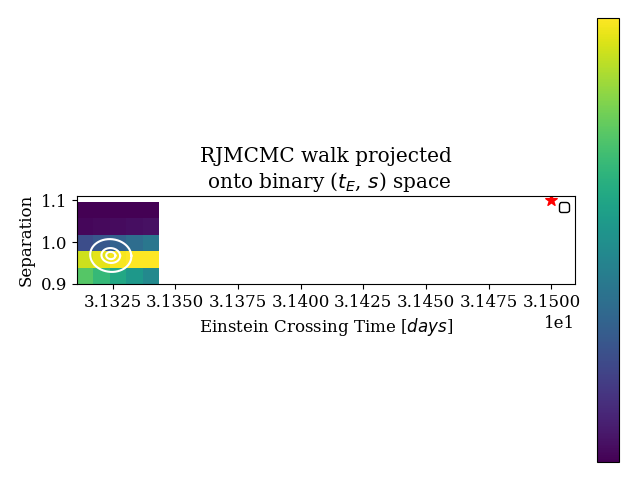 RJMCMC walk projected
onto binary (t_E, s) space
Separation
1.1
1.0
0.9
3.1325 3.1350 3.1375 3.1400 3.1425 3.1450 3.1475 3.1500
1e1
Einstein Crossing Time [days]